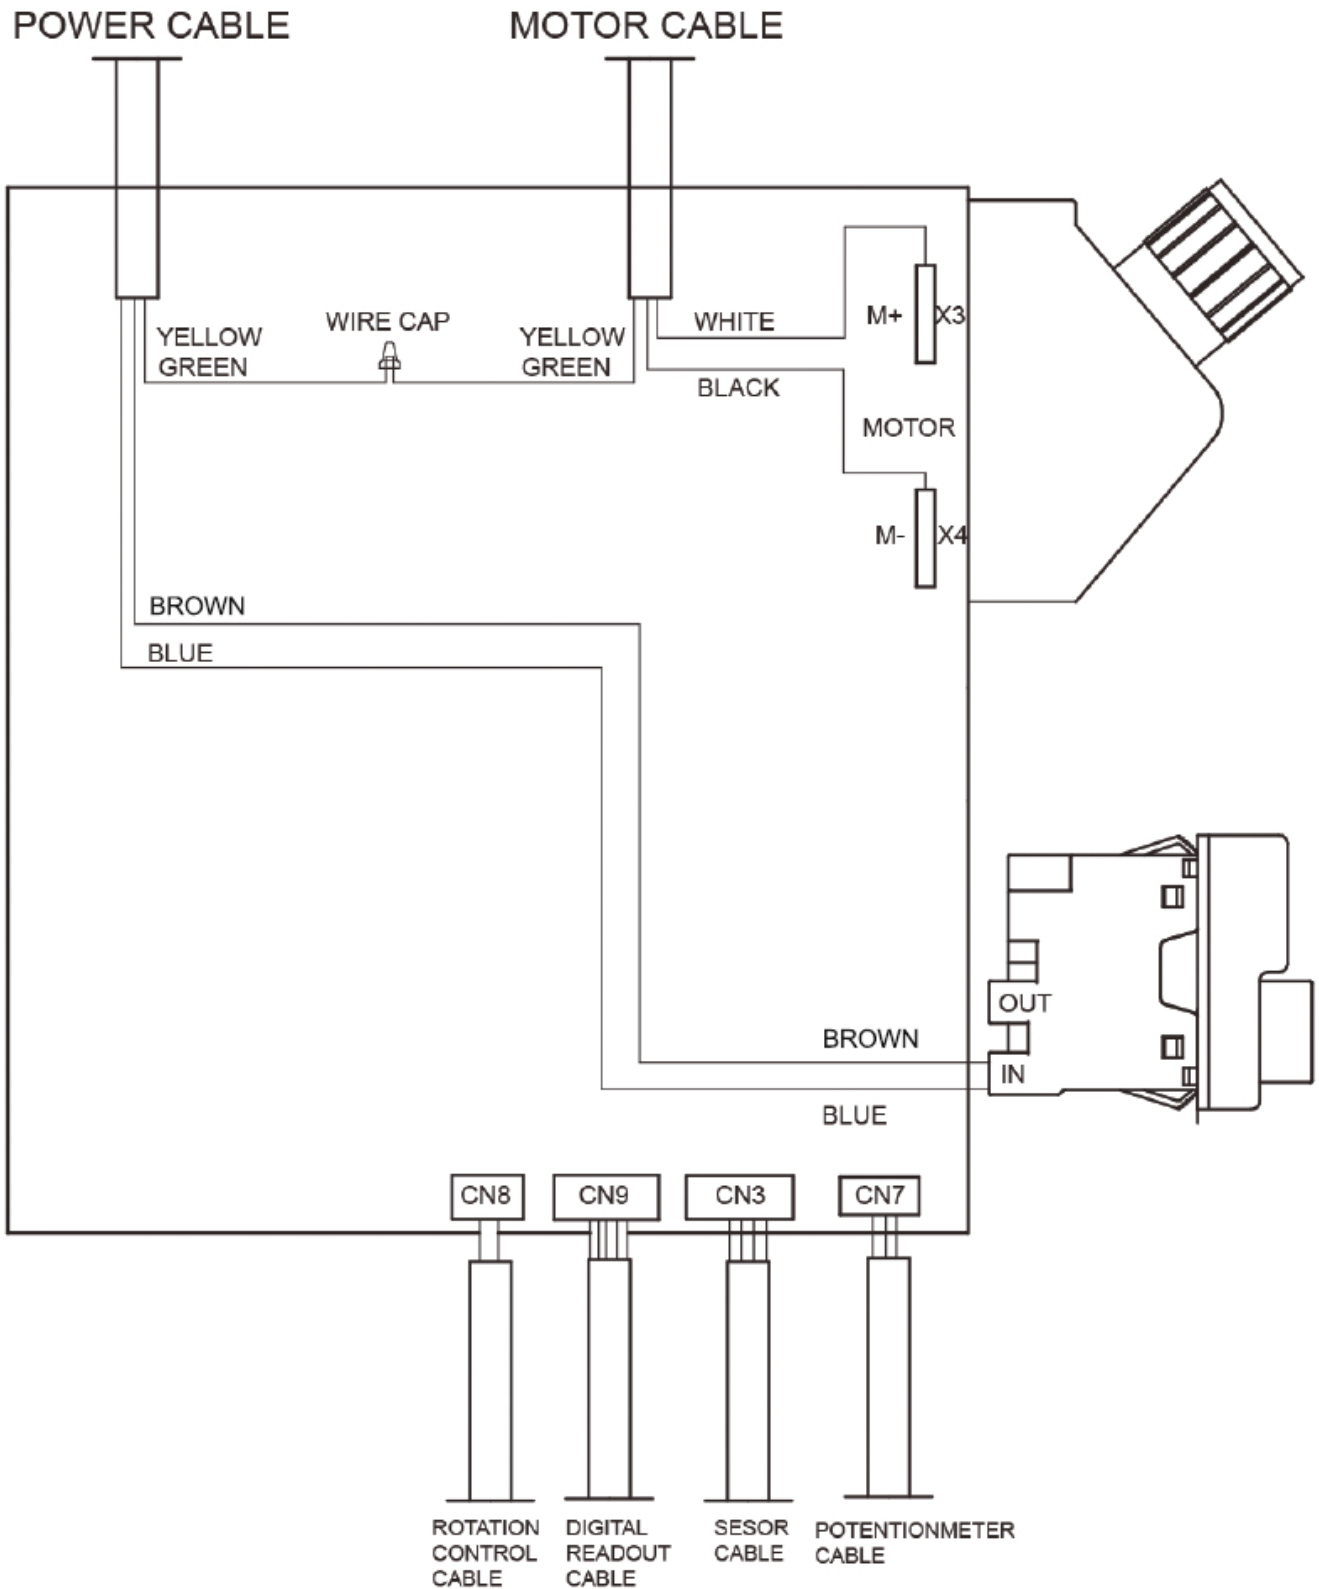 POWER CABLE
MOTOR CABLE
YELLOW
GREEN
WIRE CAP
YELLOW
GREEN
WHITE
BLACK
M+
X3
MOTOR
M-
X4
BROWN
BLUE
OUT
BROWN
IN
BLUE
CN8
CN9
CN3
CN7
ROTATION
CONTROL
CABLE
DIGITAL
READOUT
CABLE
SESOR
CABLE
POTENTIONMETER
CABLE